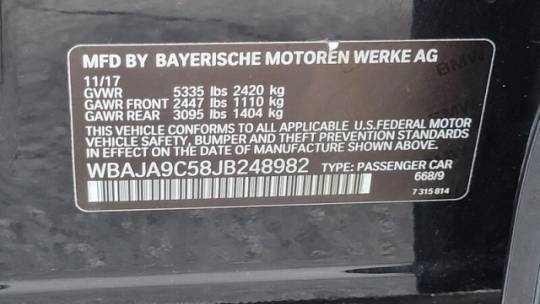 MFD BY BAYERISCHE MOTOREN WERKE AG
11/17
GVWR 5335 lbs 2420 kg
GAWR FRONT 2447 lbs 1110 kg
GAWR REAR 3095 lbs 1404 kg
THIS VEHICLE CONFORMS TO ALL APPLICABLE U.S.FEDERAL MOTOR
VEHICLE SAFETY, BUMPER AND THEFT PREVENTION STANDARDS
IN EFFECT ON THE DATE OF MANUFACTURE SHOWN ABOVE.
WBAJA9C58JB248982 TYPE: PASSENGER CAR
668/9
7 315 814
BMW